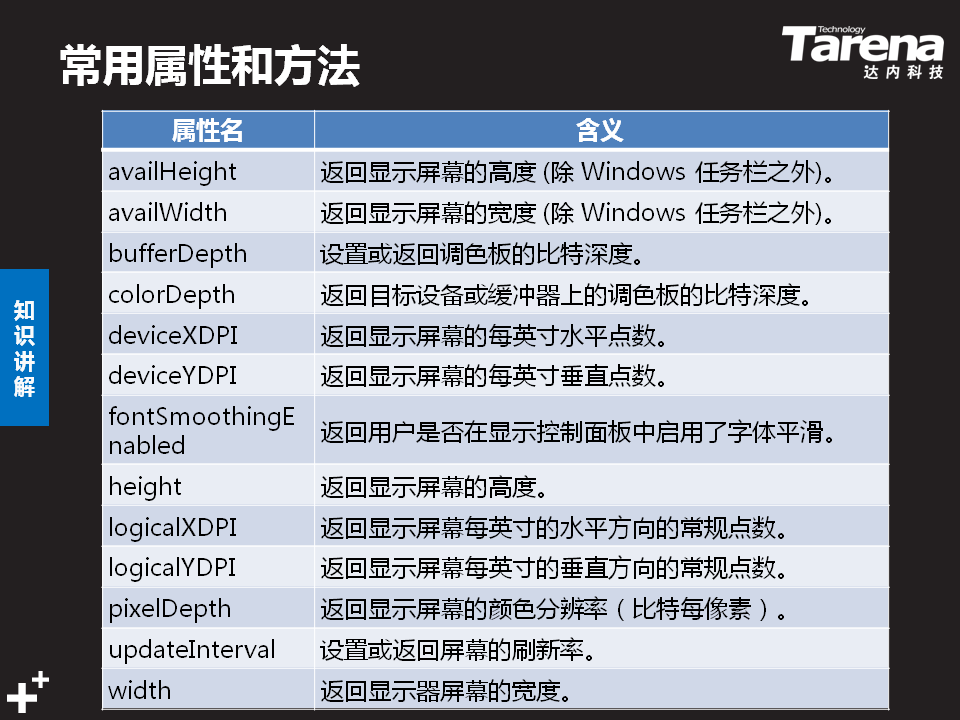 常用属性和方法
Technology
Tarena
达内科技
知识讲解
属性名 含义
availHeight 返回显示屏幕的高度 (除 Windows 任务栏之外)。
availWidth 返回显示屏幕的宽度 (除 Windows 任务栏之外)。
bufferDepth 设置或返回调色板的比特深度。
colorDepth 返回目标设备或缓冲器上的调色板的比特深度。
deviceXDPI 返回显示屏幕的每英寸水平点数。
deviceYDPI 返回显示屏幕的每英寸垂直点数。
fontSmoothingE
nabled 返回用户是否在显示控制面板中启用了字体平滑。
height 返回显示屏幕的高度。
logicalXDPI 返回显示屏幕每英寸的水平方向的常规点数。
logicalYDPI 返回显示屏幕每英寸的垂直方向的常规点数。
pixelDepth 返回显示屏幕的颜色分辨率（比特每像素）。
updateInterval 设置或返回屏幕的刷新率。
width 返回显示器屏幕的宽度。